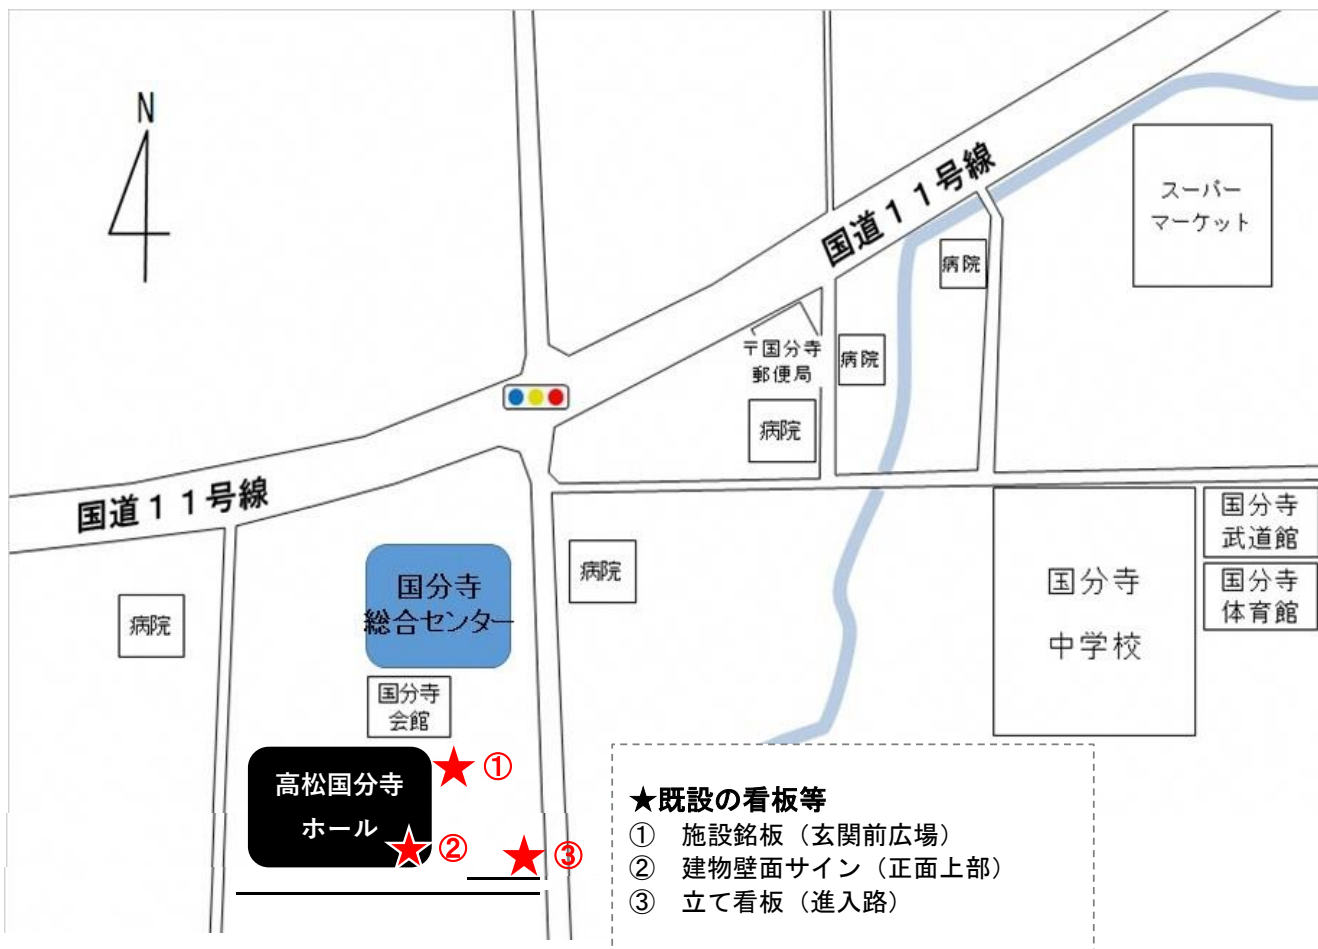 N
国道11号線
スーパー
マーケット
病院
〒国分寺
郵便局
病院
病院
国道11号線
国分寺
武道館
国分寺
総合センター
病院
国分寺
中学校
国分寺
体育館
病院
国分寺
会館
高松国分寺
ホール
①
②
③
★既設の看板等
① 施設銘板（玄関前広場）
② 建物壁面サイン（正面上部）
③ 立て看板（進入路）